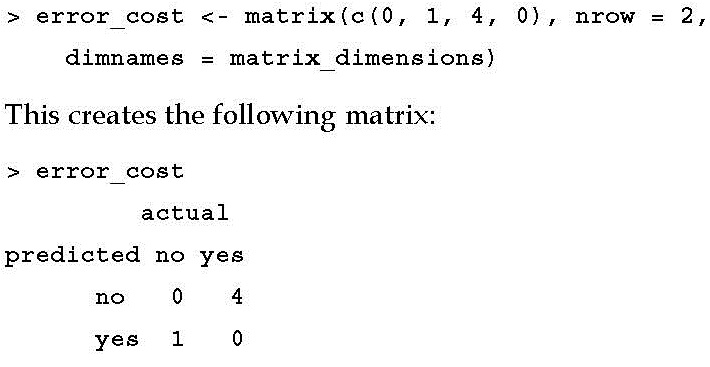 > error_cost <- matrix(c(0, 1, 4, 0), nrow = 2,
dimnames = matrix_dimensions)
This creates the following matrix:
> error_cost
actual
predicted no yes
no 0 4
yes 1 0